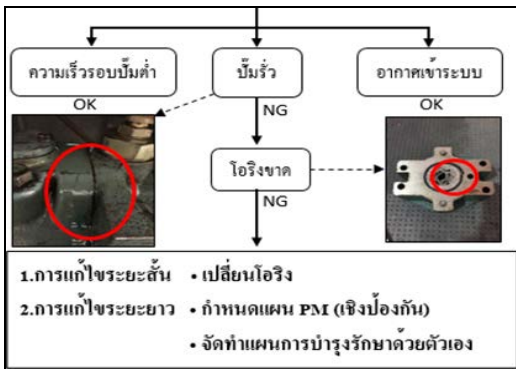 ความเร็วรอบปั๊มต่ำ
ปั๊มรั่ว
อากาศเข้าระบบ
OK
NG
OK
โอริงขาด
NG
1.การแก้ไขระยะสั้น • เปลี่ยนโอริง
2.การแก้ไขระยะยาว • กำหนดแผน PM (เชิงป้องกัน)
• จัดทำแผนการบำรุงรักษาด้วยตัวเอง